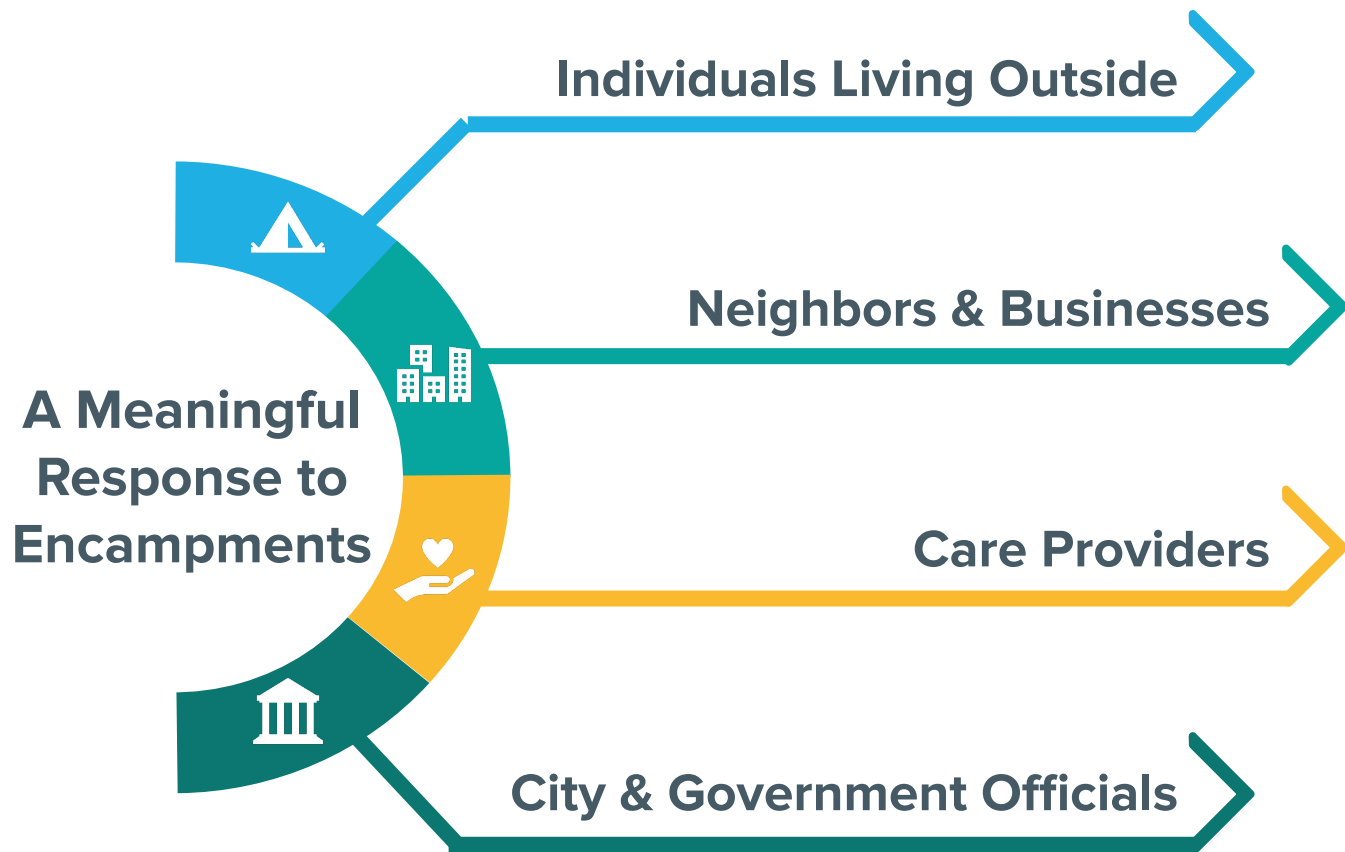 Individuals Living Outside
Neighbors & Businesses
A Meaningful
Response to
Encampments
Care Providers
City & Government Officials